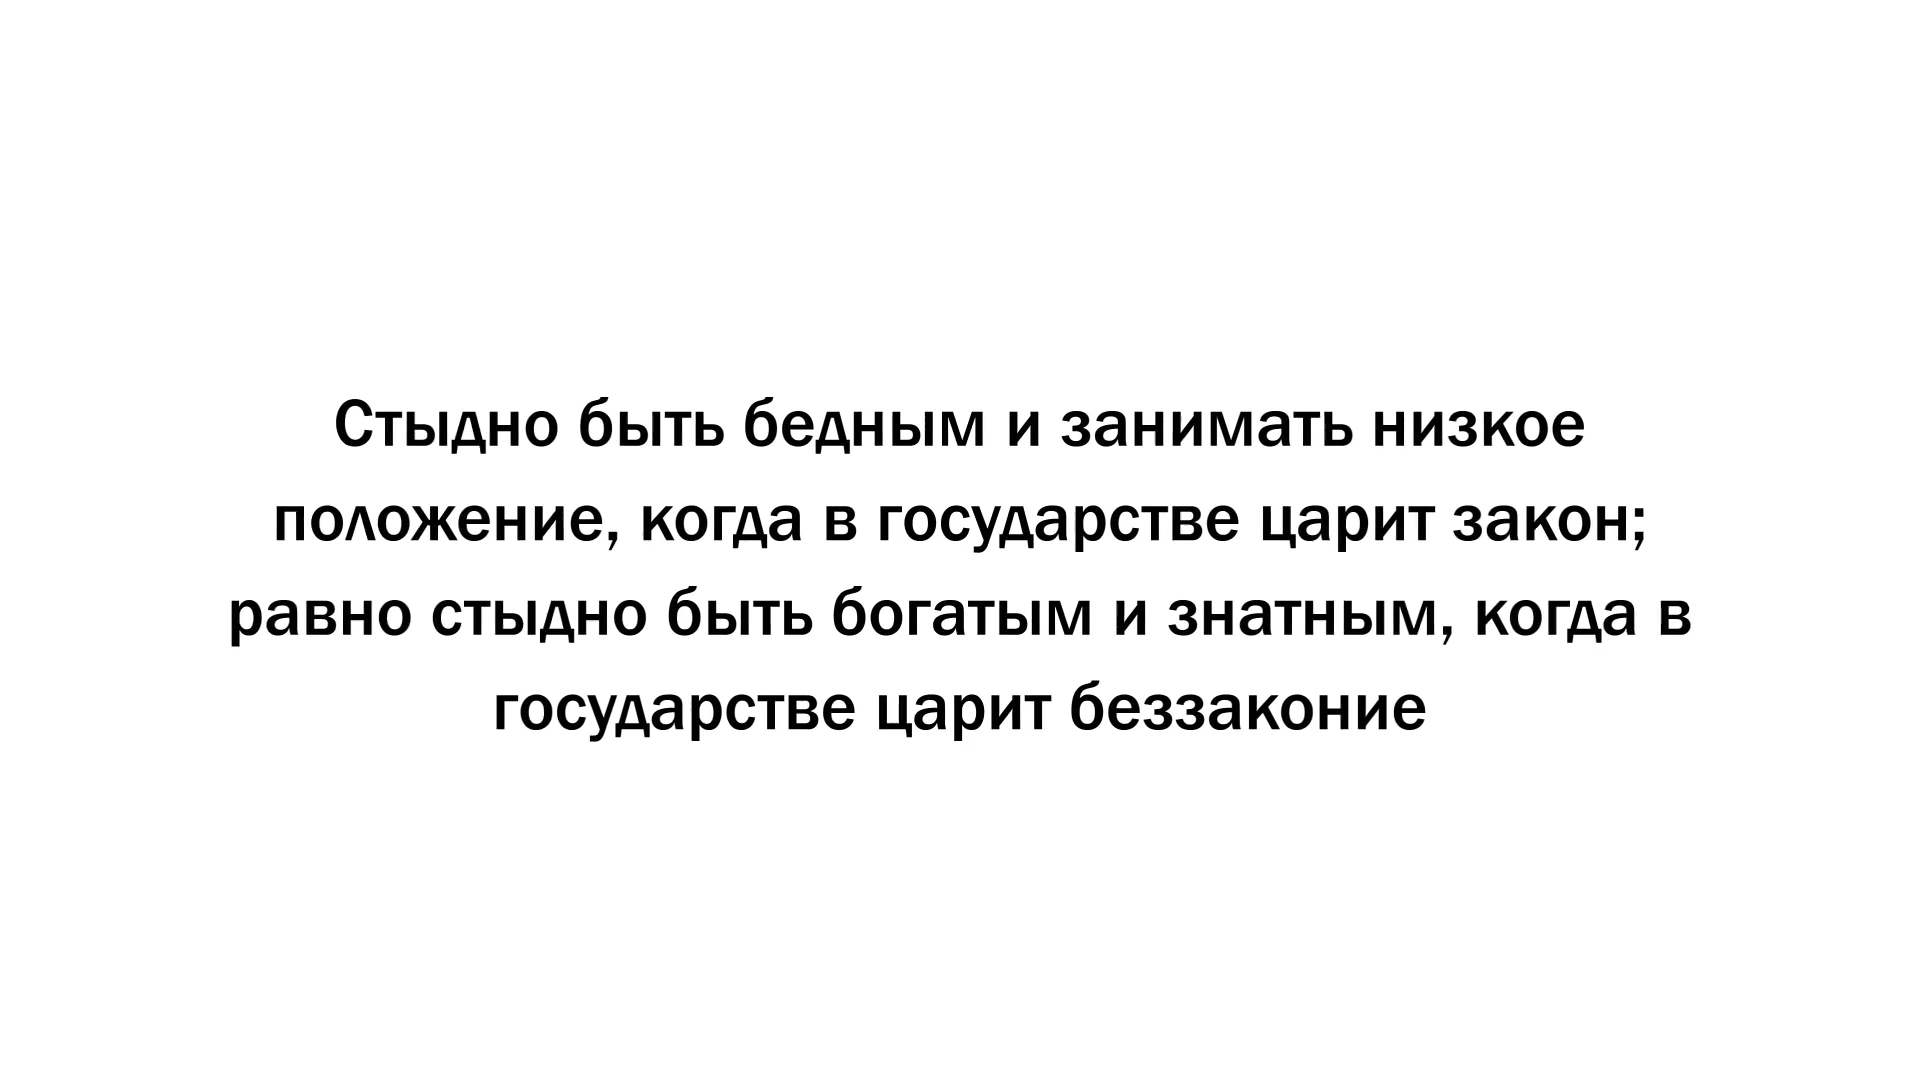 Стыдно быть бедным и занимать низкое
положение, когда в государстве царит закон;
равно стыдно быть богатым и знатным, когда в
государстве царит беззаконие